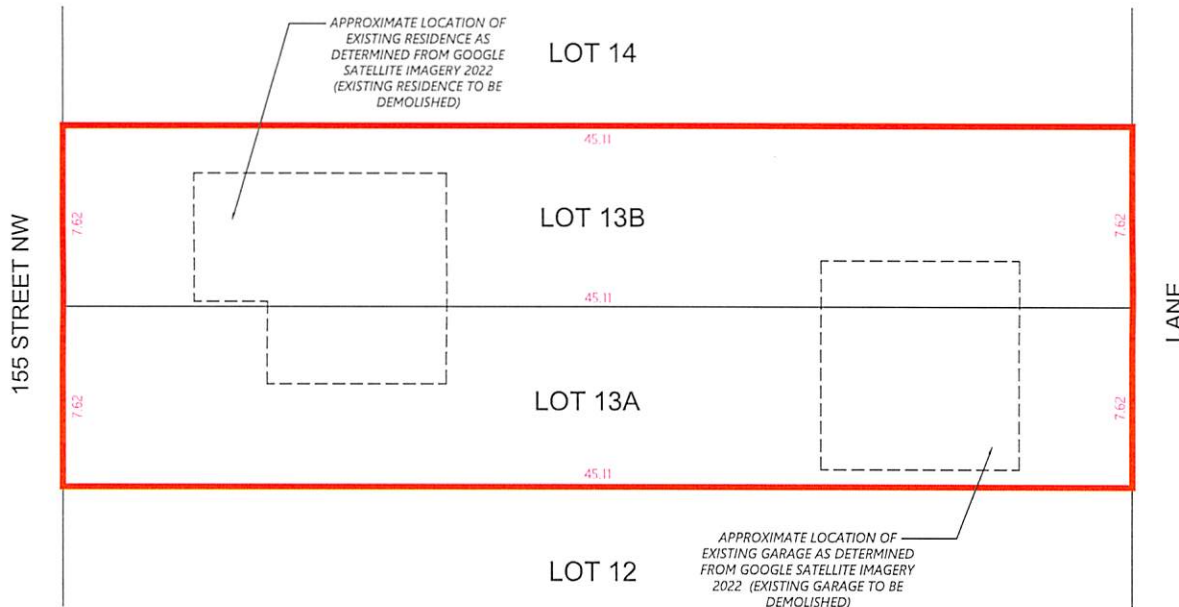 APPROXIMATE LOCATION OF
EXISTING RESIDENCE AS
DETERMINED FROM GOOGLE
SATELLITE IMAGERY 2022
(EXISTING RESIDENCE TO BE
DEMOLISHED)
LOT 14
45.11
7.62
LOT 13B
7.62
155 STREET NW
45.11
LANE
7.62
LOT 13A
7.62
45.11
APPROXIMATE LOCATION OF
EXISTING GARAGE AS DETERMINED
FROM GOOGLE SATELLITE IMAGERY
2022 (EXISTING GARAGE TO BE
DEMOLISHED)
LOT 12